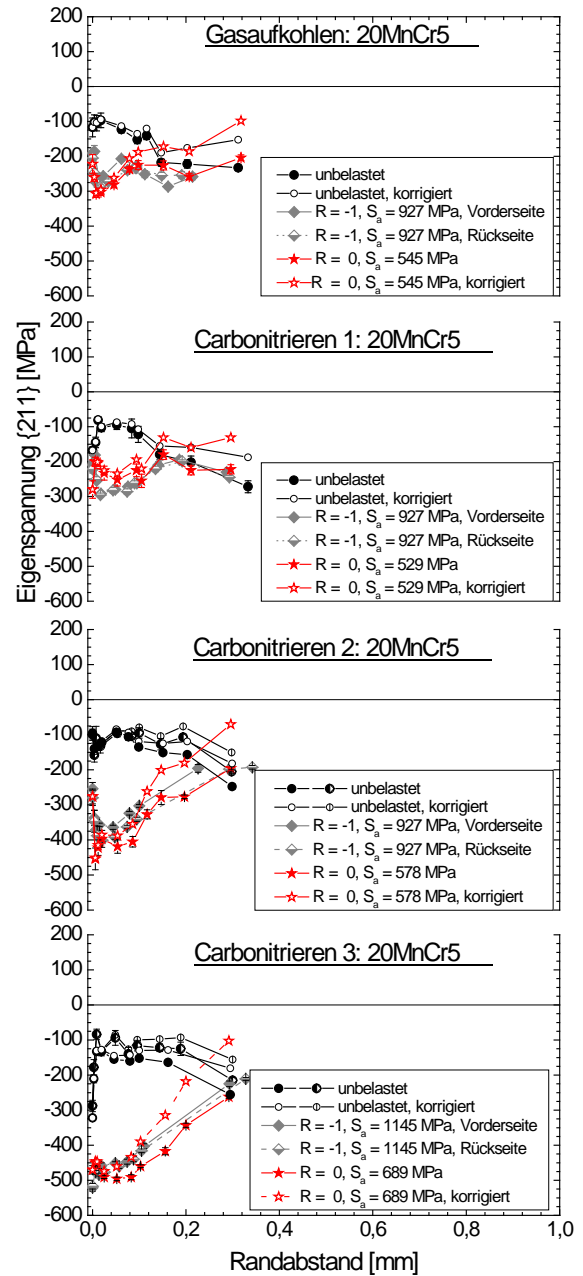 Gasaufkohlen: 20MnCr5
200
100
0
-100
-200
-300
-400
-500
-600
unbelastet
unbelastet, korrigiert
R = -1, Sa = 927 MPa, Vorderseite
R = -1, Sa = 927 MPa, Rückseite
R = 0, Sa = 545 MPa
R = 0, Sa = 545 MPa, korrigiert
Eigenspannung {211} [MPa]
Carbonitrieren 1: 20MnCr5
200
100
0
-100
-200
-300
-400
-500
-600
unbelastet
unbelastet, korrigiert
R = -1, Sa = 927 MPa, Vorderseite
R = -1, Sa = 927 MPa, Rückseite
R = 0, Sa = 529 MPa
R = 0, Sa = 529 MPa, korrigiert
Carbonitrieren 2: 20MnCr5
200
100
0
-100
-200
-300
-400
-500
-600
unbelastet
unbelastet, korrigiert
R = -1, Sa = 927 MPa, Vorderseite
R = -1, Sa = 927 MPa, Rückseite
R = 0, Sa = 578 MPa
R = 0, Sa = 578 MPa, korrigiert
Carbonitrieren 3: 20MnCr5
200
100
0
-100
-200
-300
-400
-500
-600
unbelastet
unbelastet, korrigiert
R = -1, Sa = 1145 MPa, Vorderseite
R = -1, Sa = 1145 MPa, Rückseite
R = 0, Sa = 689 MPa
R = 0, Sa = 689 MPa, korrigiert
0,0 0,2 0,4 0,6 0,8 1,0
Randabstand [mm]